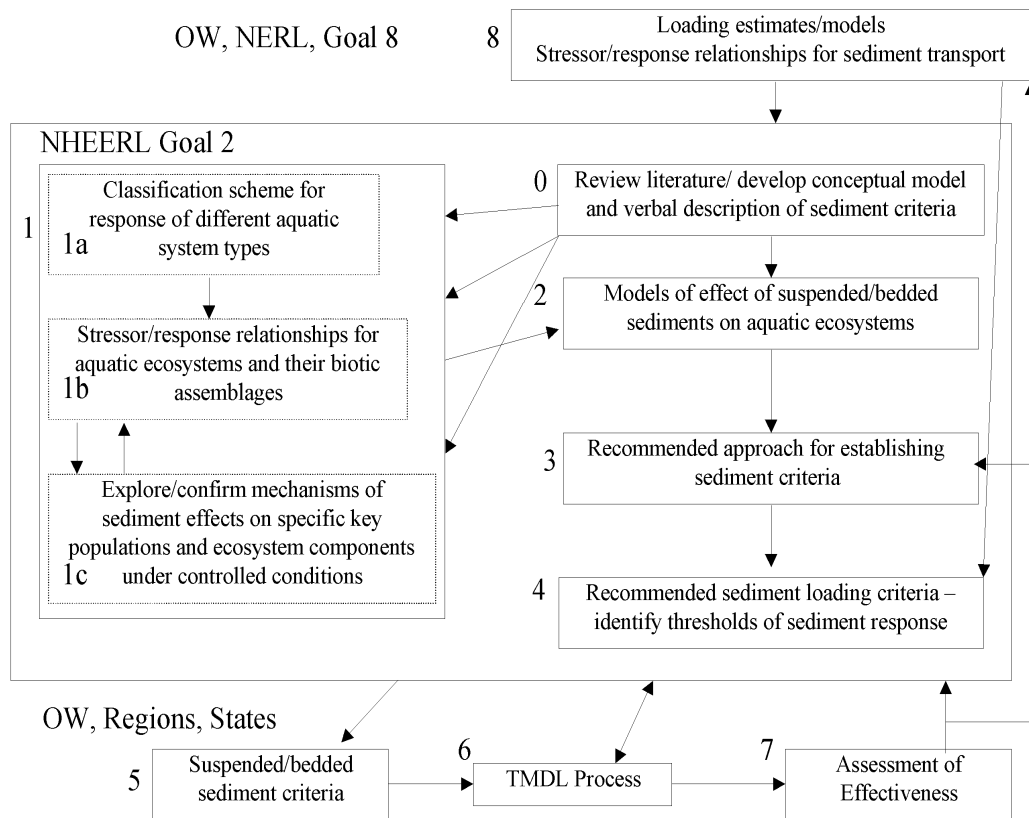 OW, NERL, Goal 8
8
Loading estimates/models
Stressor/response relationships for sediment transport
NHEERL Goal 2
1
Classification scheme for
response of different aquatic
system types
1a
Stressor/response relationships for
aquatic ecosystems and their biotic
assemblages
1b
Explore/confirm mechanisms of
sediment effects on specific key
populations and ecosystem components
under controlled conditions
1c
0
Review literature/ develop conceptual model
and verbal description of sediment criteria
2
Models of effect of suspended/bedded
sediments on aquatic ecosystems
3
Recommended approach for establishing
sediment criteria
4
Recommended sediment loading criteria –
identify thresholds of sediment response
OW, Regions, States
5
Suspended/bedded
sediment criteria
6
TMDL Process
7
Assessment of
Effectiveness